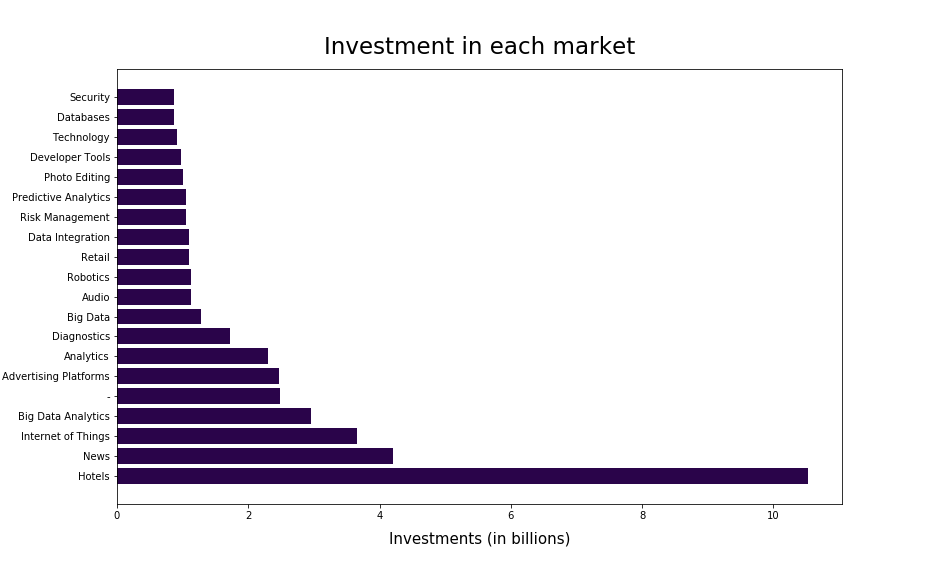 Investment in each market
Security
Databases
Technology
Developer Tools
Photo Editing
Predictive Analytics
Risk Management
Data Integration
Retail
Robotics
Audio
Big Data
Diagnostics
Analytics
Advertising Platforms
-
Big Data Analytics
Internet of Things
News
Hotels
0 2 4 6 8 10
Investments (in billions)